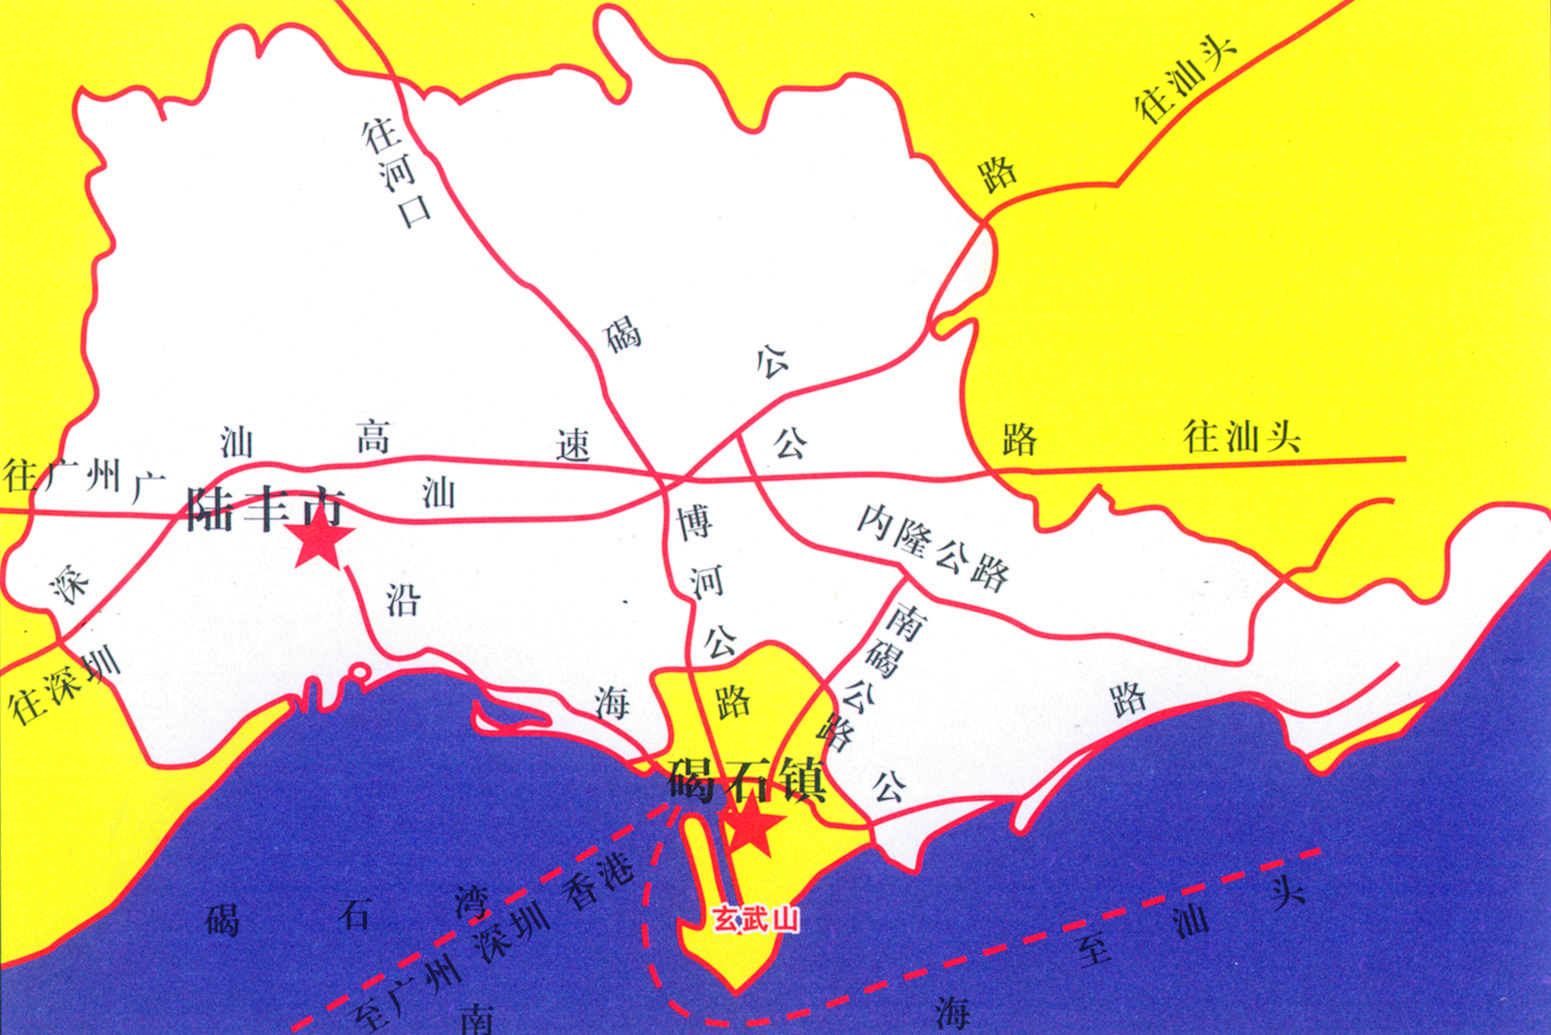 往汕头
路
往河口
碣
公
汕
高
速
公
路
往汕头
往广州
广
陆丰市
汕
博
河
公
路
内隆公路
深
往深圳
沿
海
南碣公路
路
公
碣石镇
玄武山
碣石湾
至广州 深圳 香港
至汕头
南海